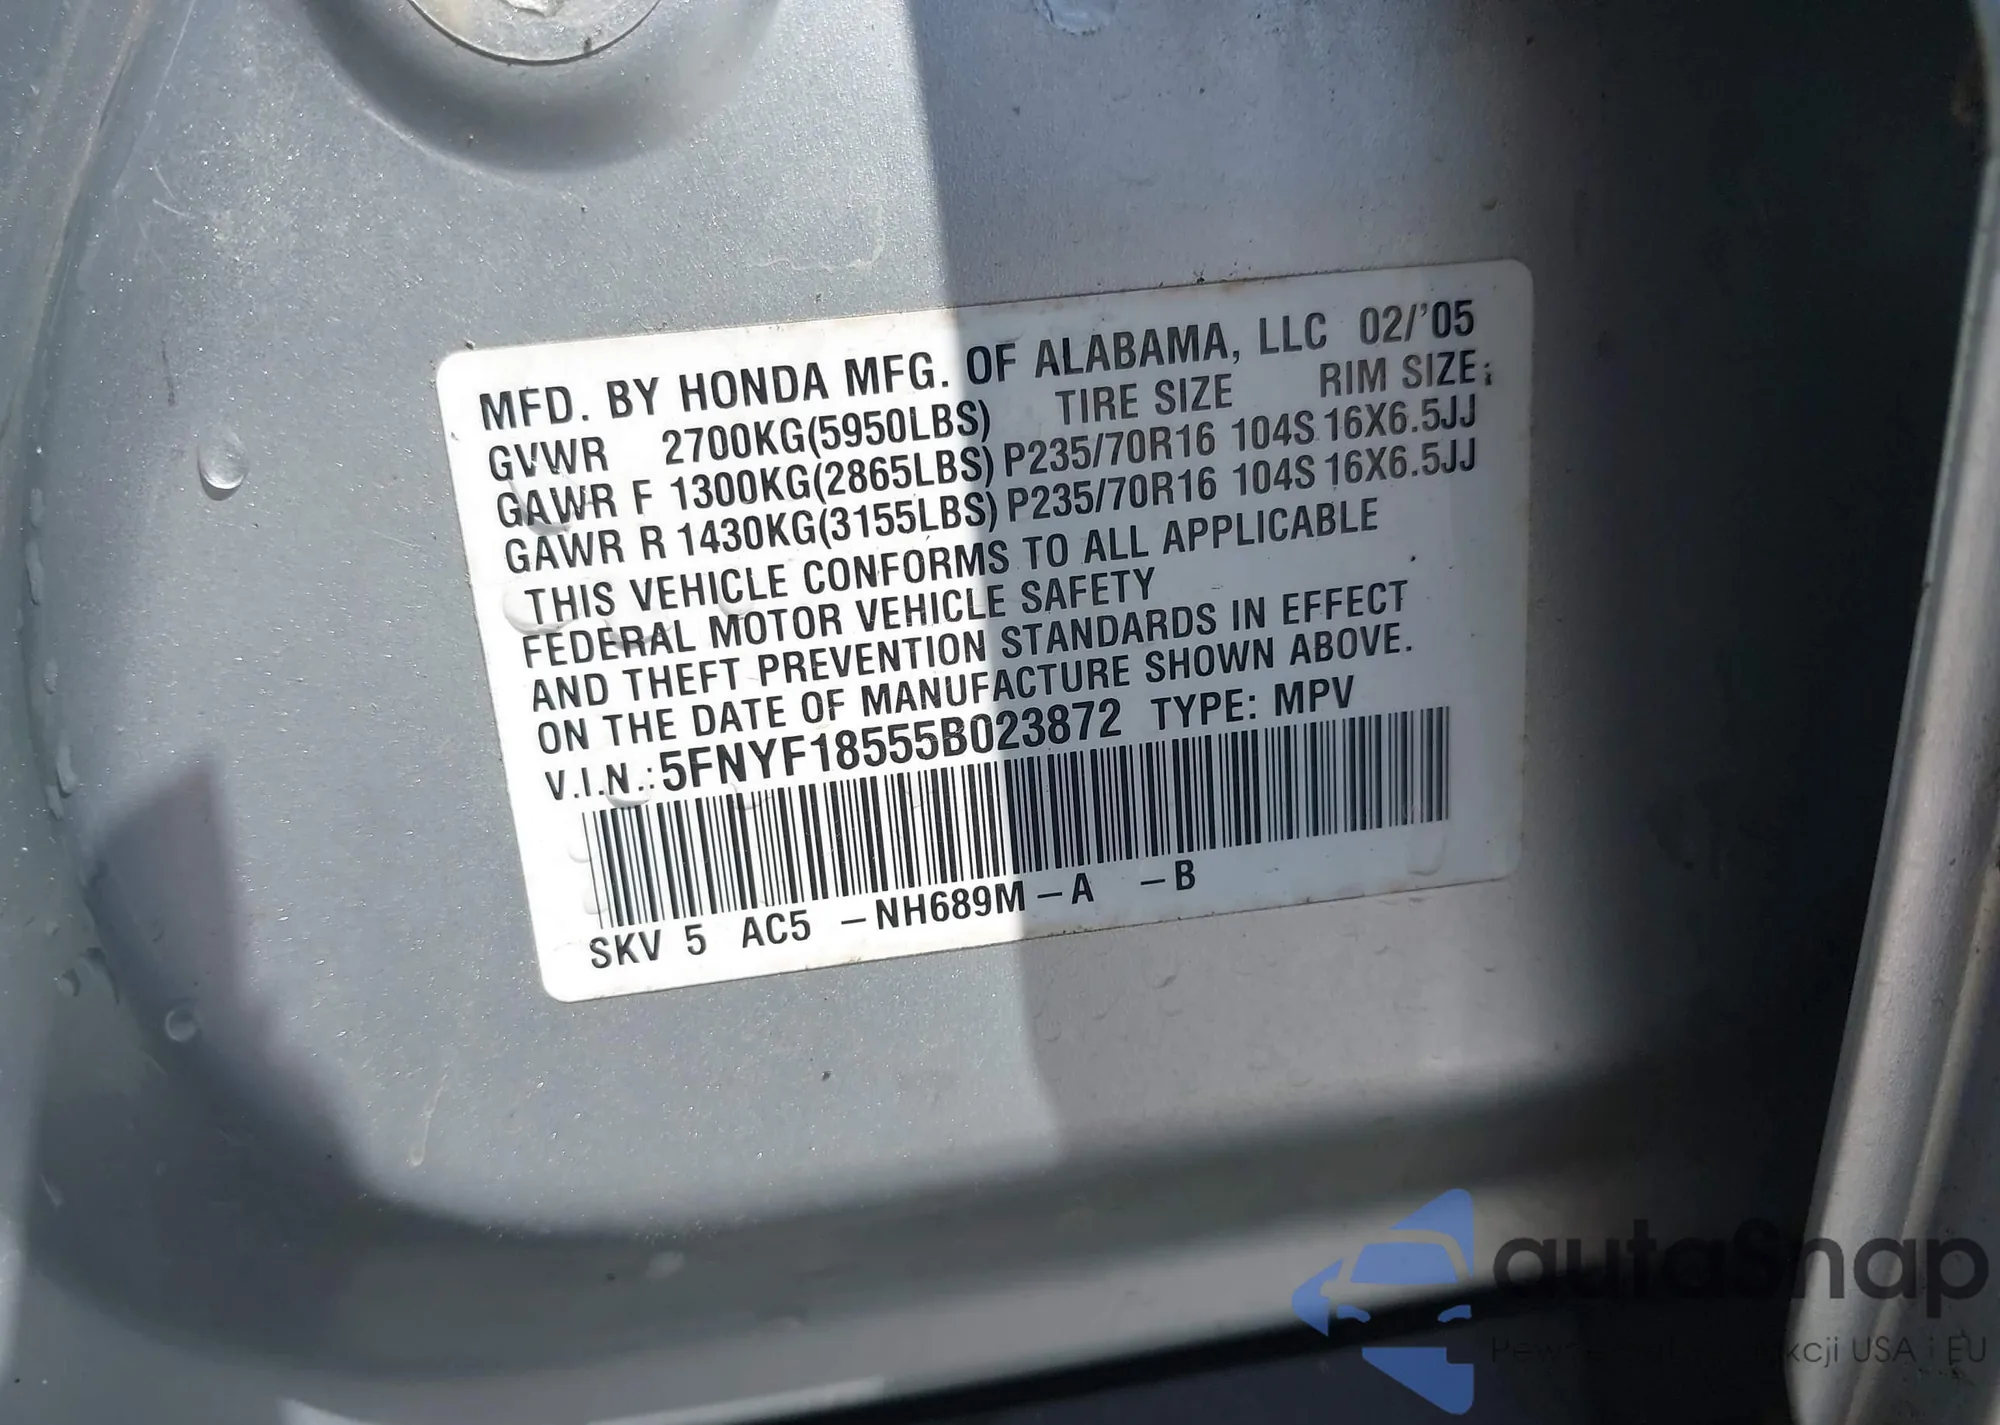 MFD. BY HONDA MFG. OF ALABAMA, LLC 02/'05
GVWR 2700KG(5950LBS) TIRE SIZE RIM SIZE:
GAWR F 1300KG(2865LBS) P235/70R16 104S 16X6.5JJ
GAWR R 1430KG(3155LBS) P235/70R16 104S 16X6.5JJ
THIS VEHICLE CONFORMS TO ALL APPLICABLE
FEDERAL MOTOR VEHICLE SAFETY
AND THEFT PREVENTION STANDARDS IN EFFECT
ON THE DATE OF MANUFACTURE SHOWN ABOVE.
V.I.N.: 5FNYF18555B023872 TYPE: MPV
SKV 5 AC5 –NH689M–A –B
autaSnap
USA i EU